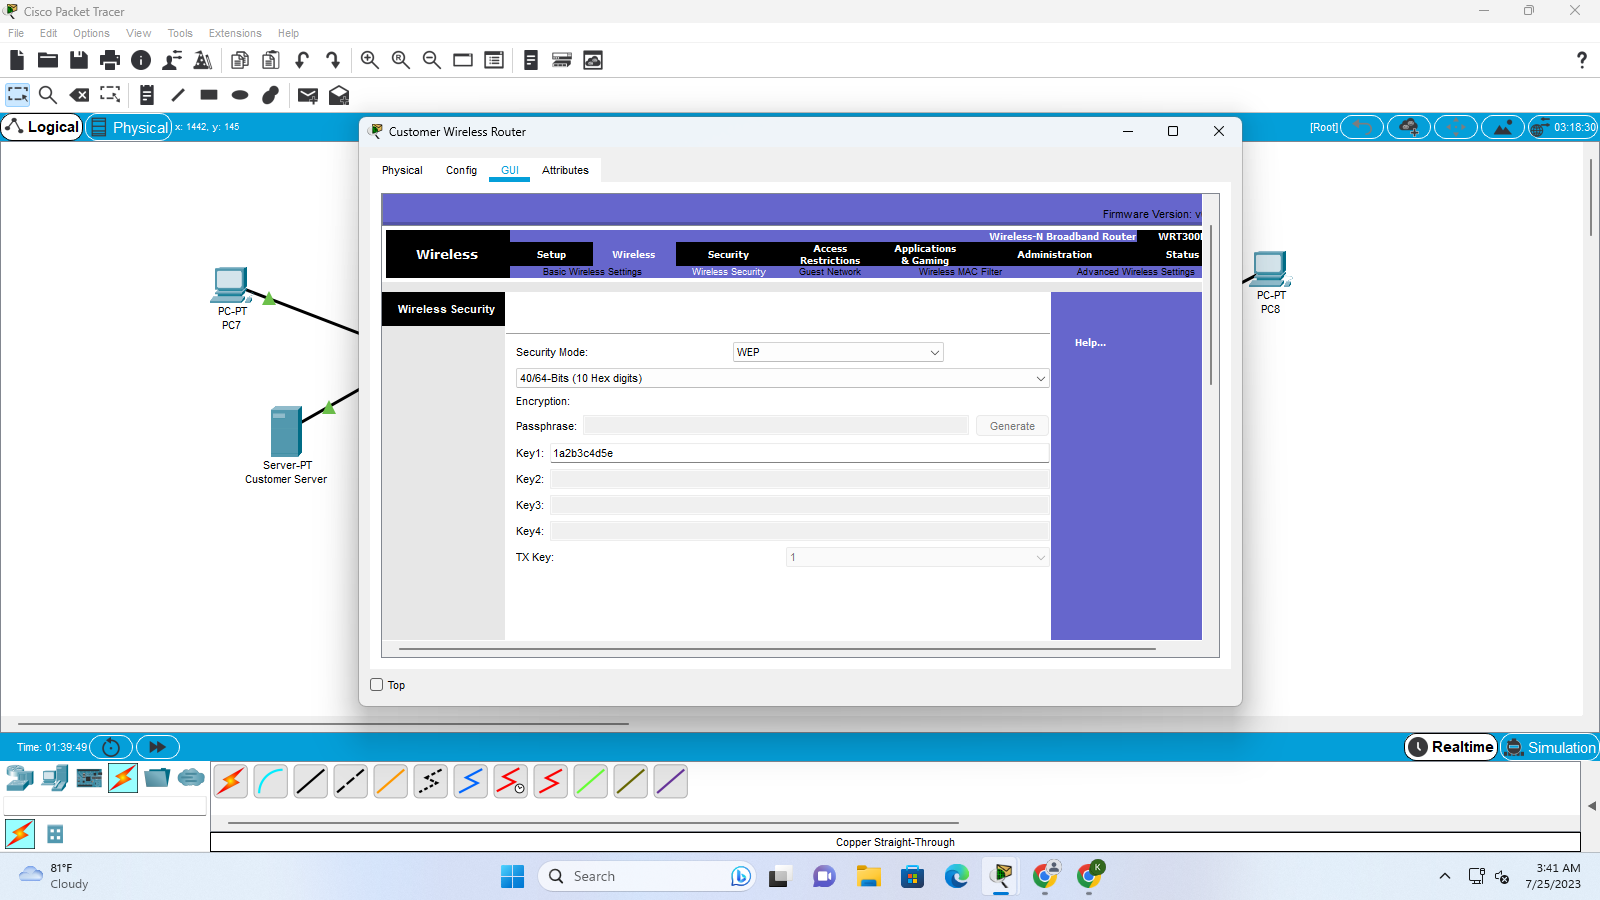 Cisco Packet Tracer
File Edit Options View Tools Extensions Help
Logical Physical x: 1442, y: 145
[Root] 03:18:30
Customer Wireless Router
Physical Config GUI Attributes
Firmware Version: v
Wireless-N Broadband Router WRT300
Wireless
Setup Wireless Security Access Restrictions Applications & Gaming Administration Status
Basic Wireless Settings Wireless Security Guest Network Wireless MAC Filter Advanced Wireless Settings
Wireless Security
Help...
Security Mode: WEP
40/64-Bits (10 Hex digits)
Encryption:
Passphrase: Generate
Key1: 1a2b3c4d5e
Key2:
Key3:
Key4:
TX Key: 1
Top
PC-PT
PC7
Server-PT
Customer Server
PC-PT
PC8
Time: 01:39:49
Realtime Simulation
Copper Straight-Through
81°F
Cloudy
Search
K
3:41 AM
7/25/2023